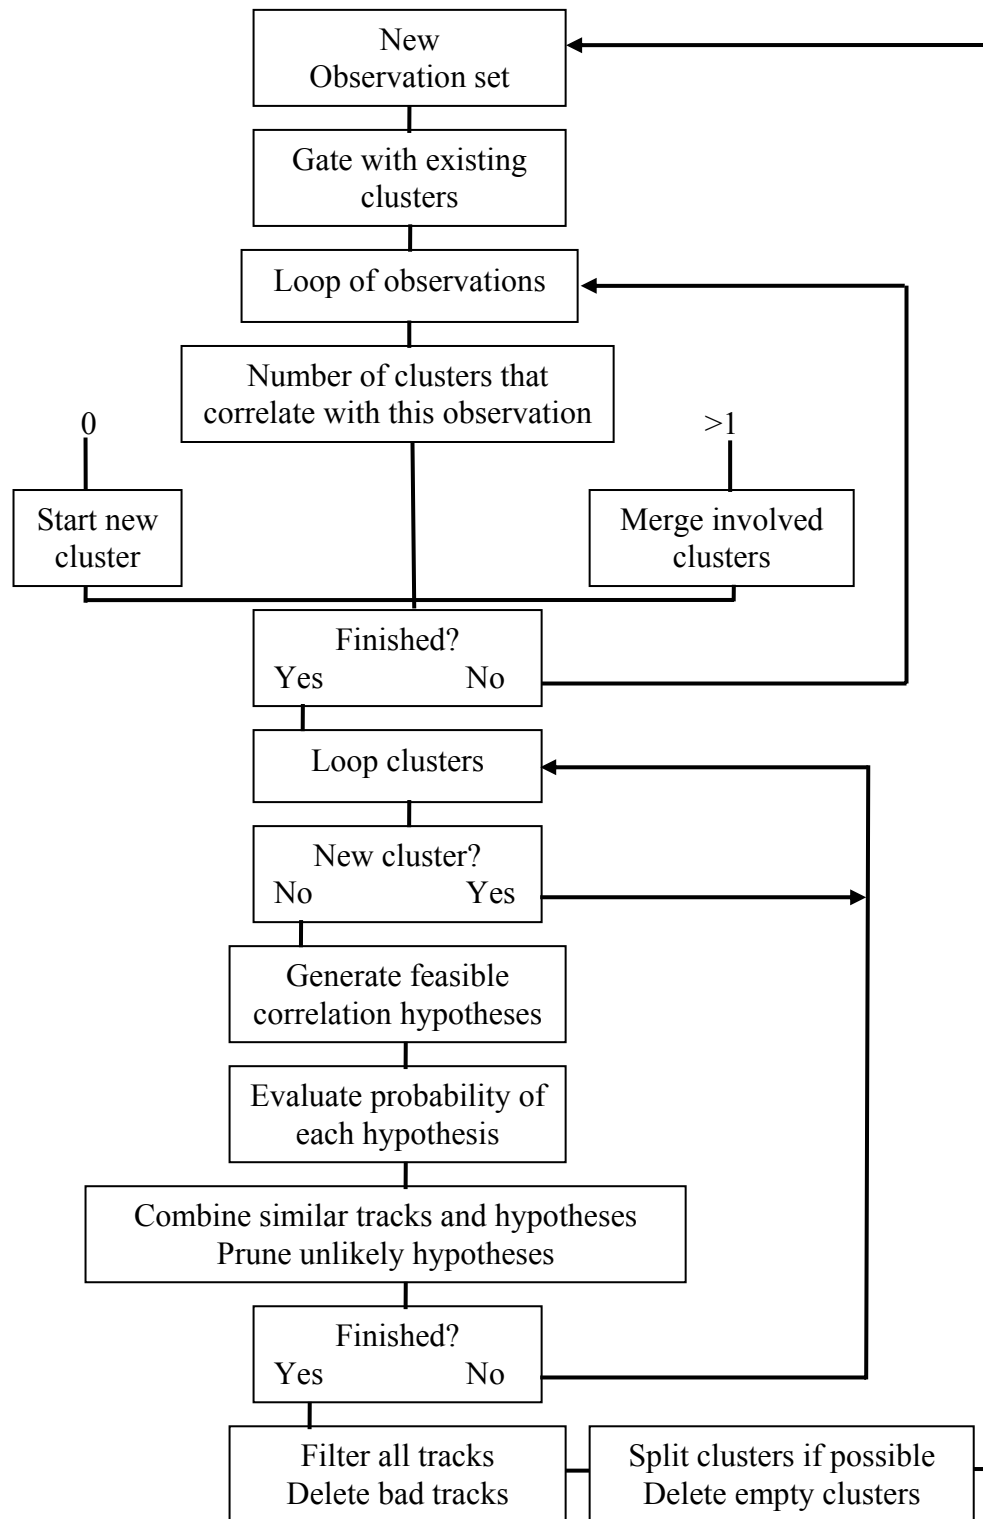 New
Observation set
Gate with existing
clusters
Loop of observations
Number of clusters that
correlate with this observation
0
>1
Start new
cluster
Merge involved
clusters
Finished?
Yes No
Loop clusters
New cluster?
No Yes
Generate feasible
correlation hypotheses
Evaluate probability of
each hypothesis
Combine similar tracks and hypotheses
Prune unlikely hypotheses
Finished?
Yes No
Filter all tracks
Delete bad tracks
Split clusters if possible
Delete empty clusters